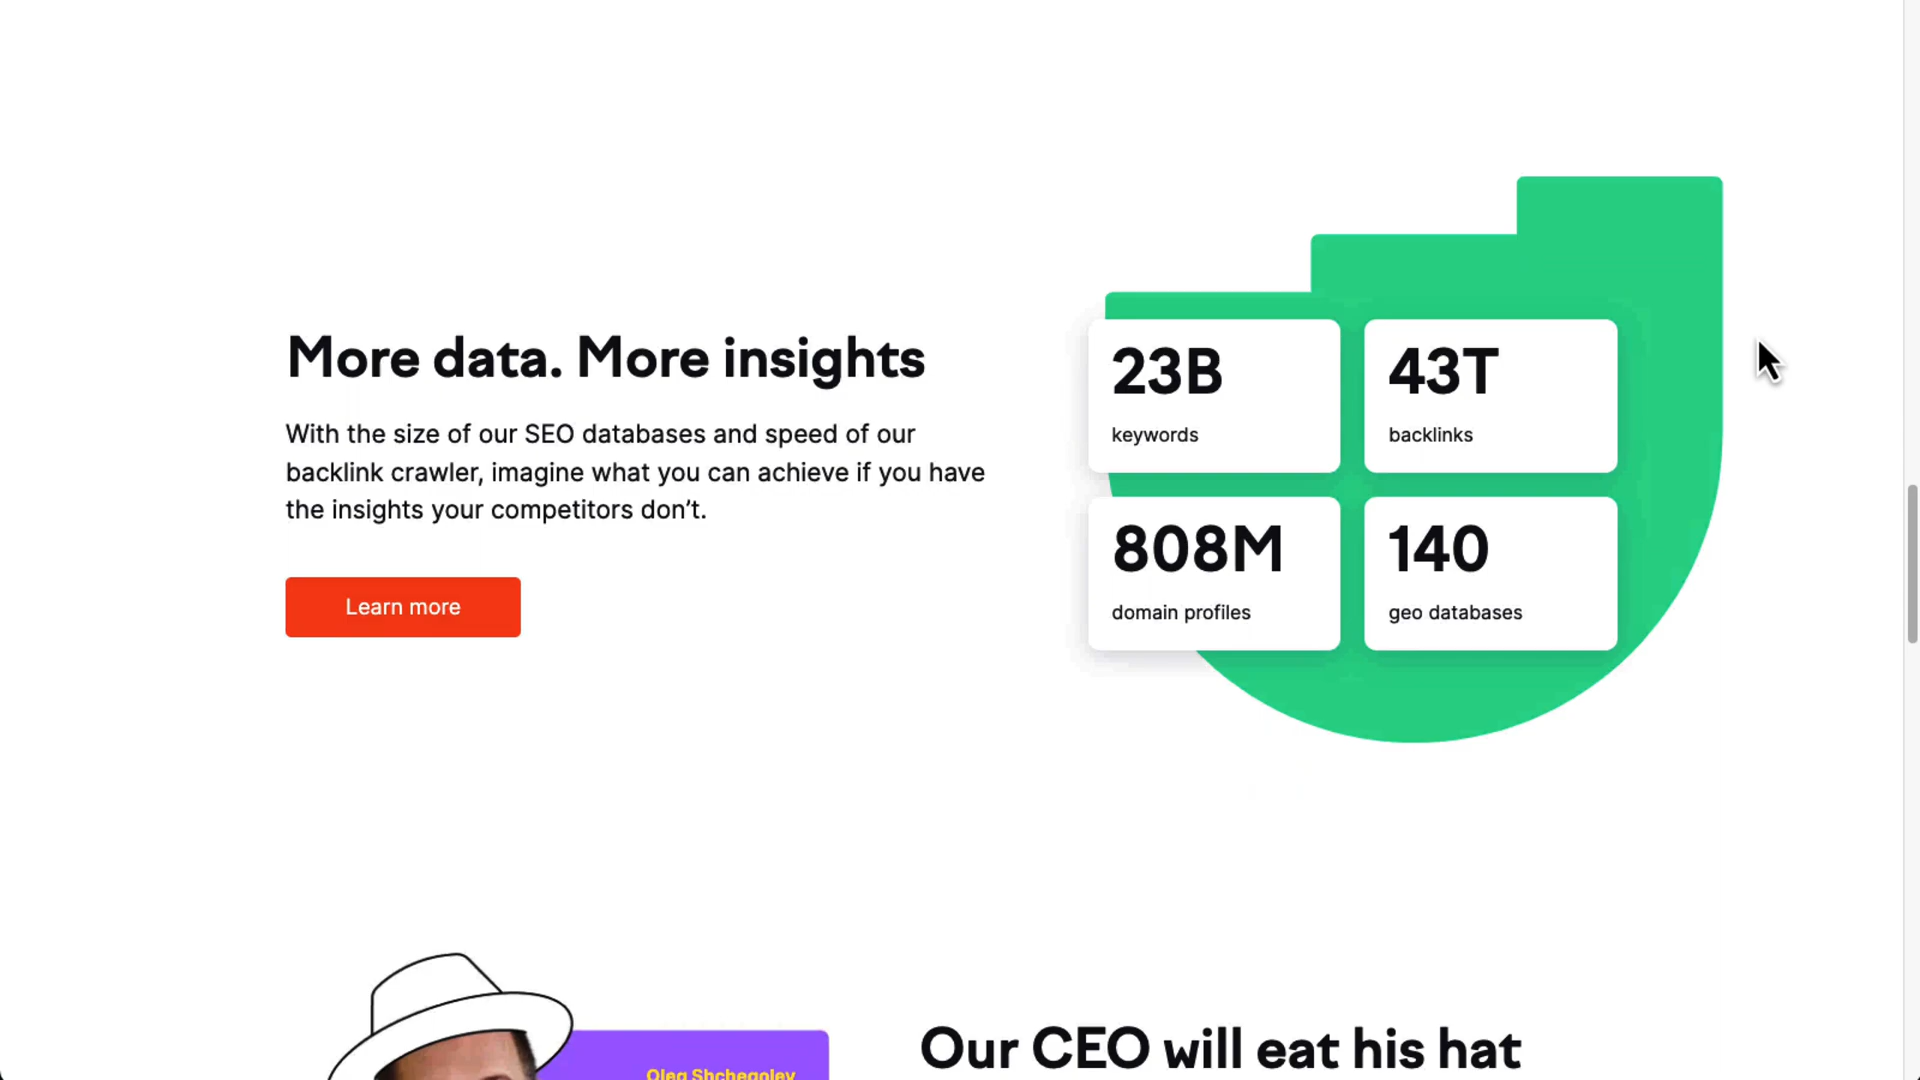 More data. More insights
With the size of our SEO databases and speed of our
backlink crawler, imagine what you can achieve if you have
the insights your competitors don’t.
Learn more
23B
keywords
43T
backlinks
808M
domain profiles
140
geo databases
Oleg Shchegolev
Our CEO will eat his hat